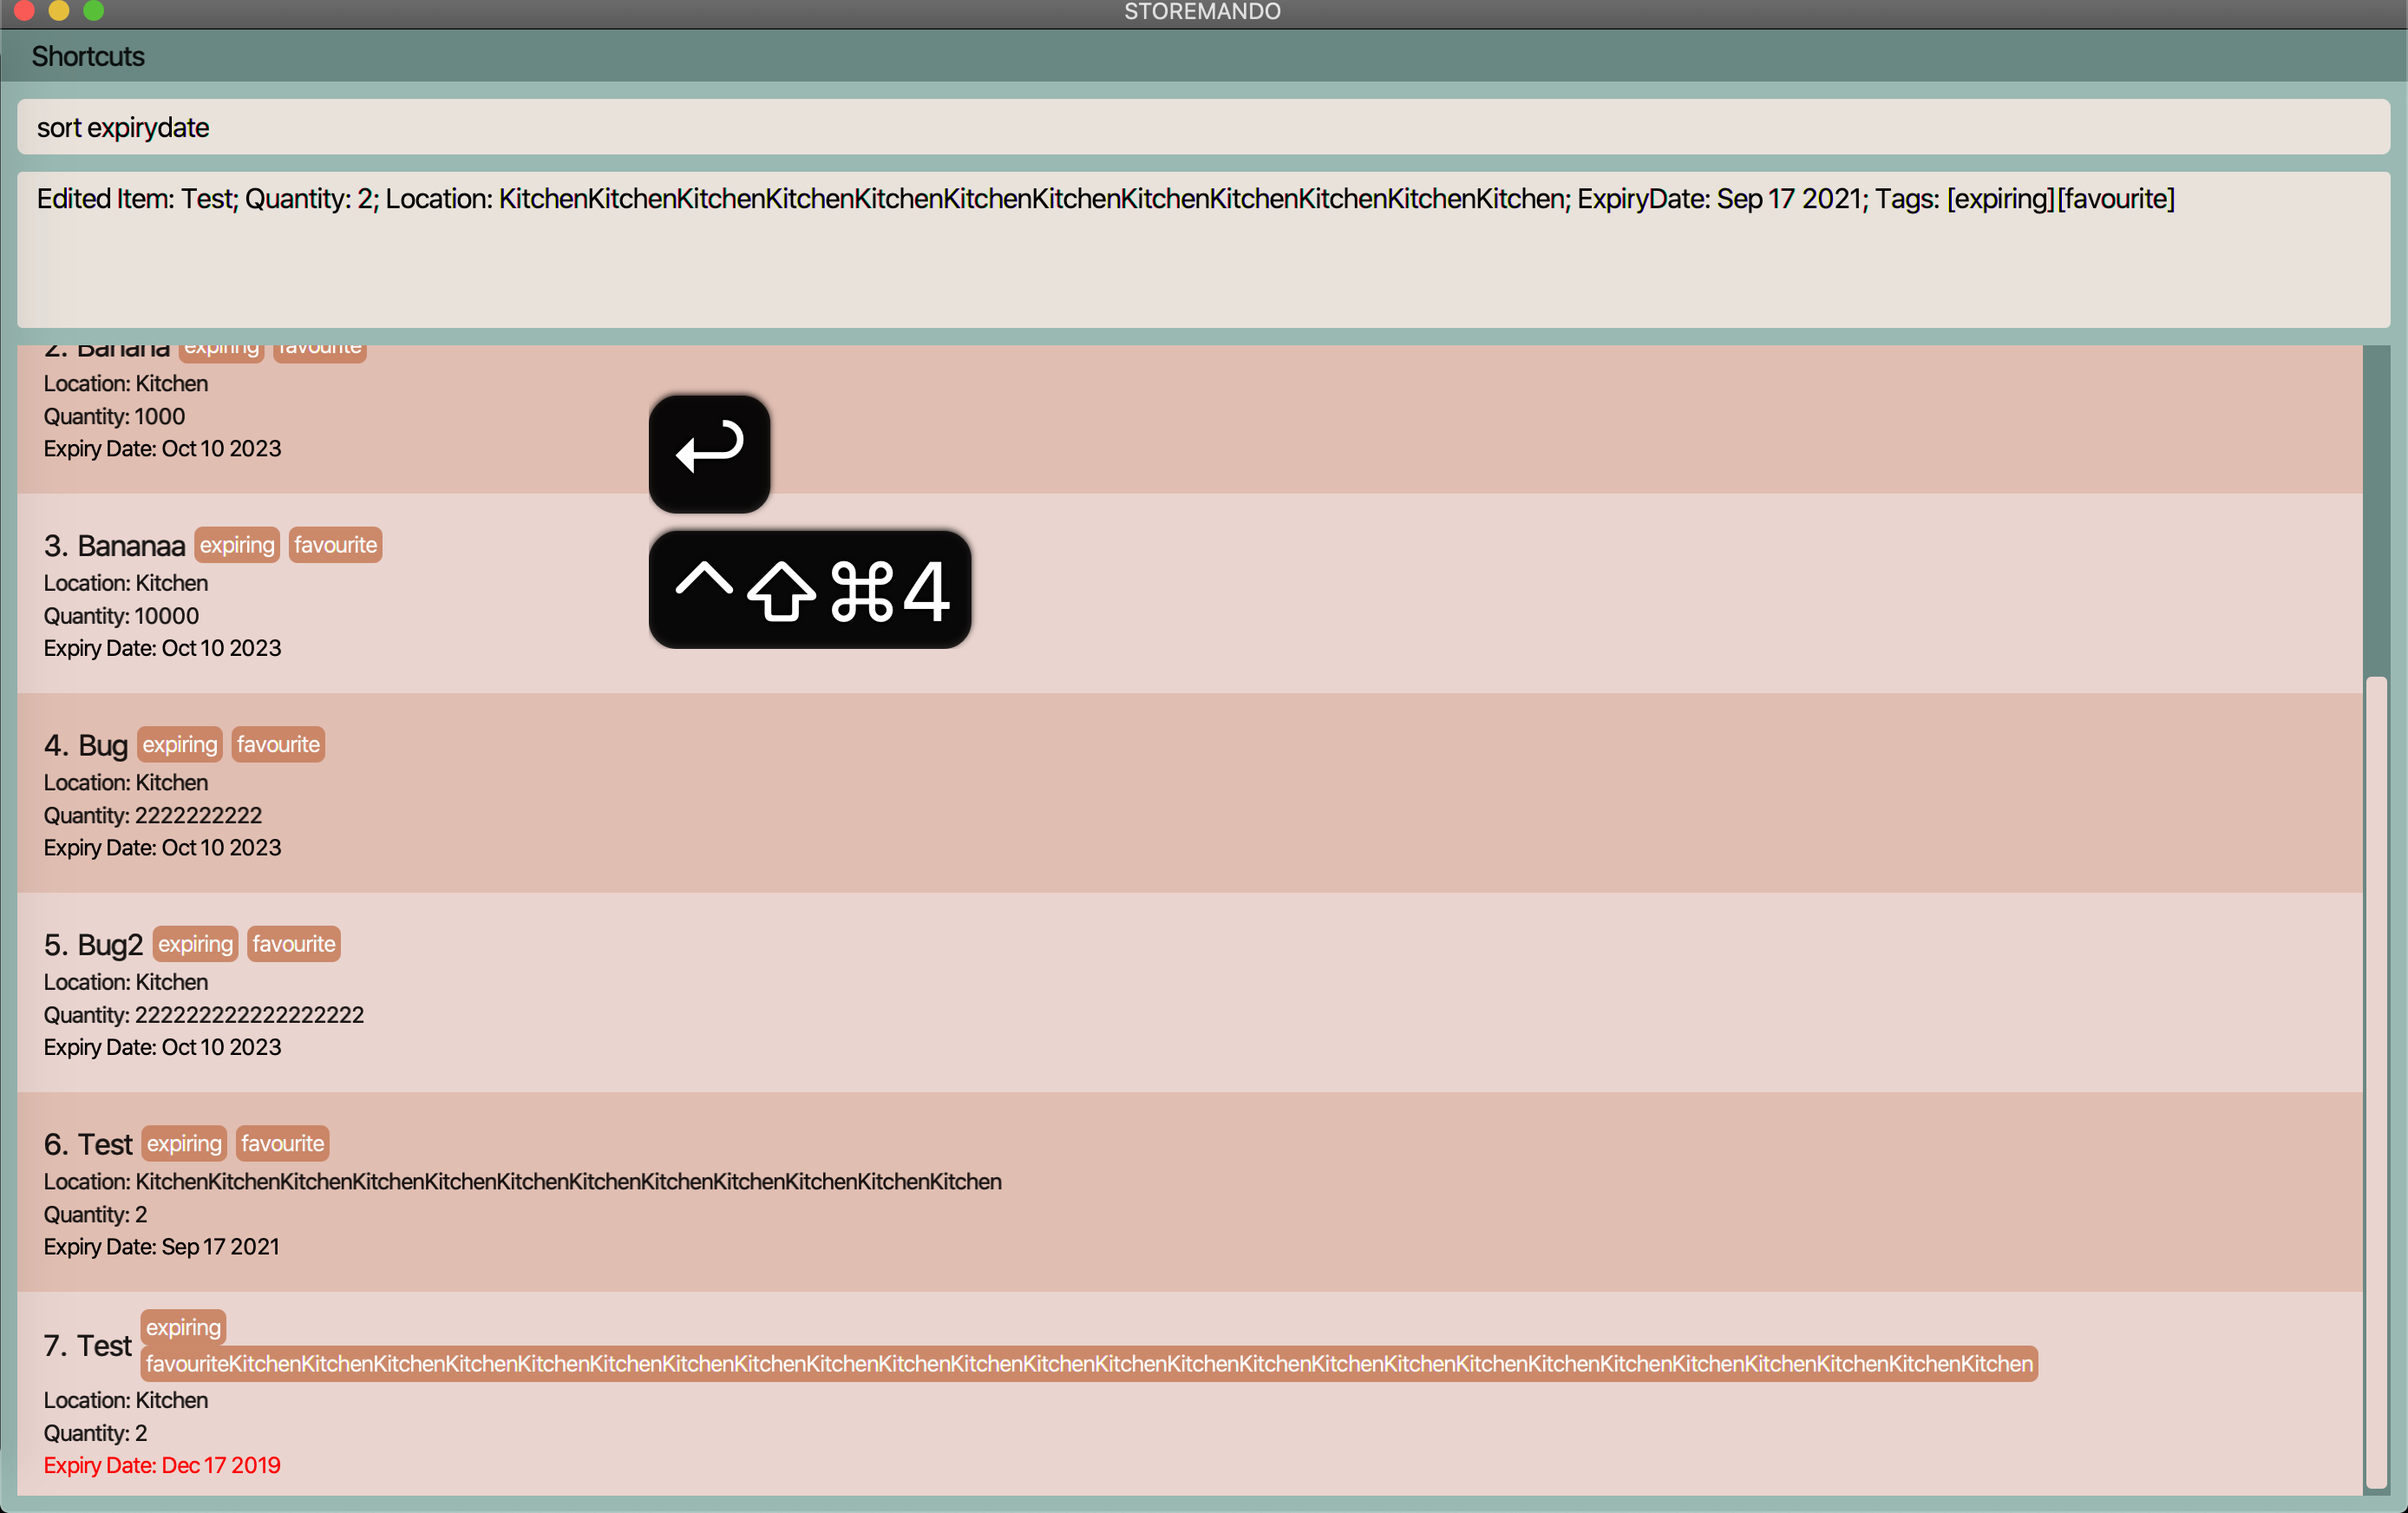 STOREMANDO
Shortcuts
sort expirydate
Edited Item: Test; Quantity: 2; Location: KitchenKitchenKitchenKitchenKitchenKitchenKitchenKitchenKitchenKitchenKitchenKitchen; ExpiryDate: Sep 17 2021; Tags: [expiring][favourite]
2. Banana expiring favourite
Location: Kitchen
Quantity: 1000
Expiry Date: Oct 10 2023
3. Bananaa expiring favourite
Location: Kitchen
Quantity: 10000
Expiry Date: Oct 10 2023
⌃⇧⌘4
4. Bug expiring favourite
Location: Kitchen
Quantity: 2222222222
Expiry Date: Oct 10 2023
5. Bug2 expiring favourite
Location: Kitchen
Quantity: 222222222222222222
Expiry Date: Oct 10 2023
6. Test expiring favourite
Location: KitchenKitchenKitchenKitchenKitchenKitchenKitchenKitchenKitchenKitchenKitchenKitchen
Quantity: 2
Expiry Date: Sep 17 2021
7. Test expiring
favouriteKitchenKitchenKitchenKitchenKitchenKitchenKitchenKitchenKitchenKitchenKitchenKitchenKitchenKitchenKitchenKitchenKitchenKitchenKitchenKitchenKitchenKitchenKitchenKitchenKitchen
Location: Kitchen
Quantity: 2
Expiry Date: Dec 17 2019